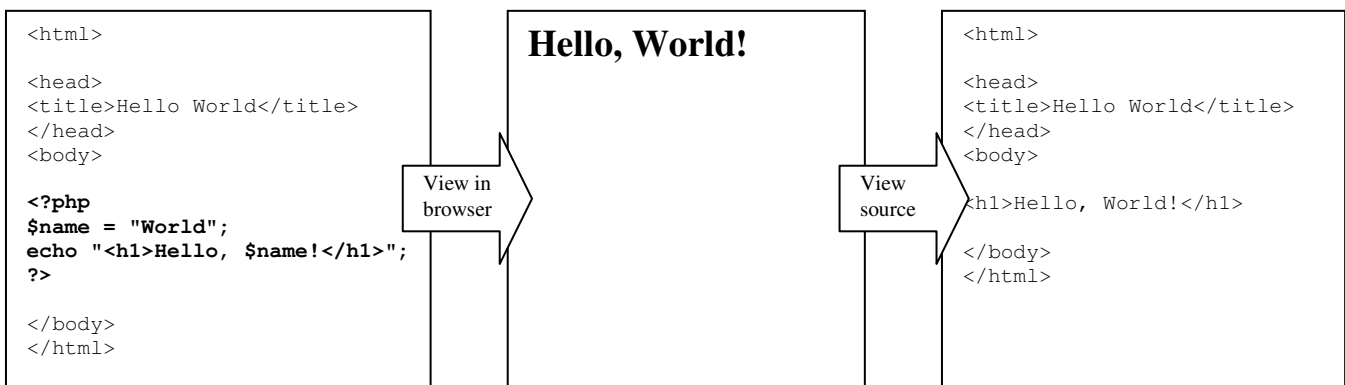 <html>
<head>
<title>Hello World</title>
</head>
<body>
<?php
$name = "World";
echo "<h1>Hello, $name!</h1>";
?>
</body>
</html>
View in
browser
Hello, World!
View
source
<html>
<head>
<title>Hello World</title>
</head>
<body>
<h1>Hello, World!</h1>
</body>
</html>